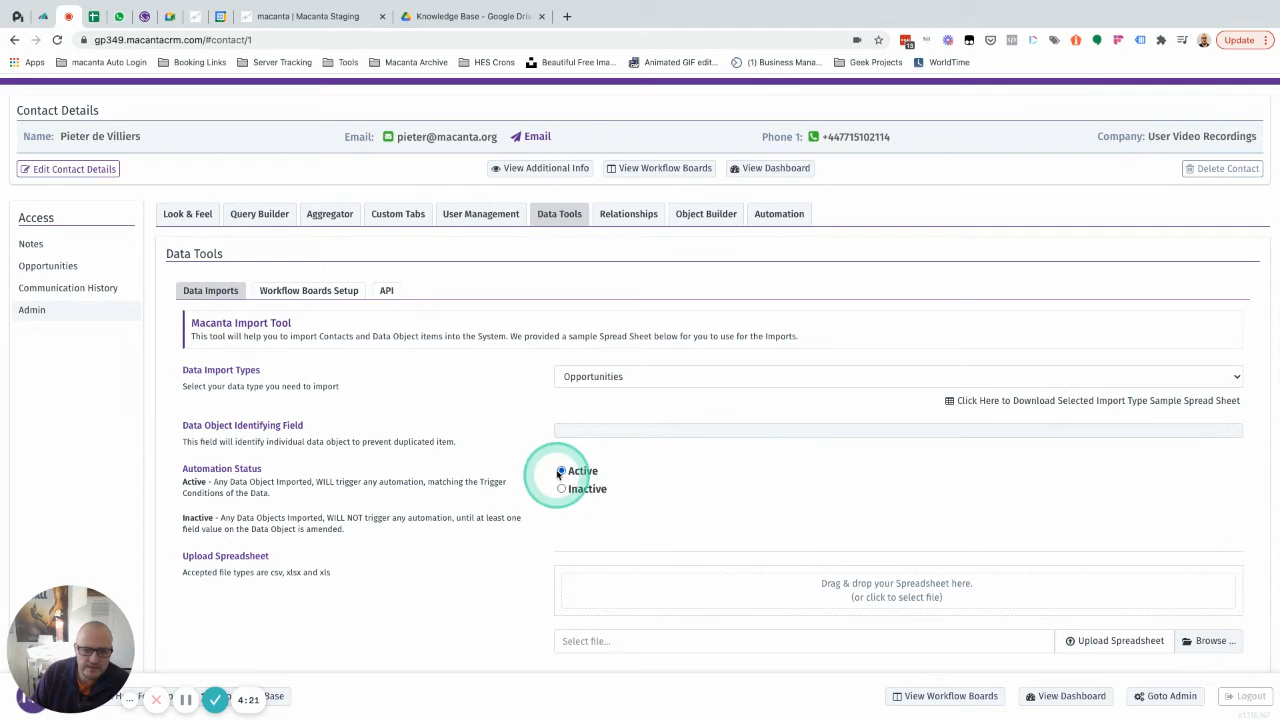 macanta | Macanta Staging
Knowledge Base - Google Dri
gp349.macantacrm.com/#contact/1
13
Update
Apps
macanta Auto Login
Booking Links
Server Tracking
Tools
Macanta Archive
HES Crons
Beautiful Free Ima...
Animated GIF edit...
(1) Business Mana...
Geek Projects
WorldTime
Contact Details
Name: Pieter de Villiers
Email: pieter@macanta.org Email
Phone 1: +447715102114
Company: User Video Recordings
Edit Contact Details
View Additional Info
View Workflow Boards
View Dashboard
Delete Contact
Access
Notes
Opportunities
Communication History
Admin
Look & Feel
Query Builder
Aggregator
Custom Tabs
User Management
Data Tools
Relationships
Object Builder
Automation
Data Tools
Data Imports
Workflow Boards Setup
API
Macanta Import Tool
This tool will help you to import Contacts and Data Object items into the System. We provided a sample Spread Sheet below for you to use for the Imports.
Data Import Types
Select your data type you need to import
Opportunities
Click Here to Download Selected Import Type Sample Spread Sheet
Data Object Identifying Field
This field will identify individual data object to prevent duplicated item.
Automation Status
Active - Any Data Object Imported, WILL trigger any automation, matching the Trigger
Conditions of the Data.
Inactive - Any Data Objects Imported, WILL NOT trigger any automation, until at least one
field value on the Data Object is amended.
Active
Inactive
Upload Spreadsheet
Accepted file types are csv, xlsx and xls
Drag & drop your Spreadsheet here.
(or click to select file)
Select file...
Upload Spreadsheet
Browse ...
4:21
Base
View Workflow Boards
View Dashboard
Goto Admin
Logout